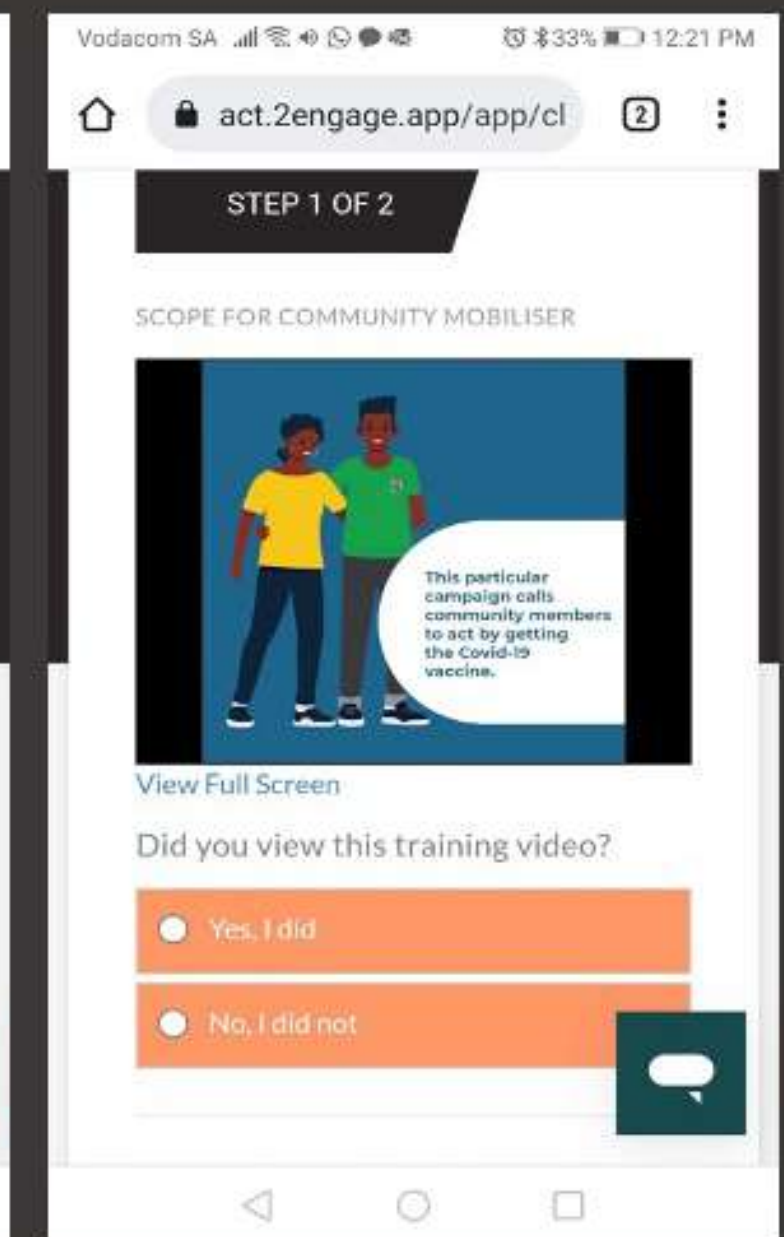 Vodacom SA 33% 12:21 PM
act.2engage.app/app/cl 2
STEP 1 OF 2
SCOPE FOR COMMUNITY MOBILISER
This particular
campaign calls
community members
to act by getting
the Covid-19
vaccine.
View Full Screen
Did you view this training video?
Yes, I did
No, I did not